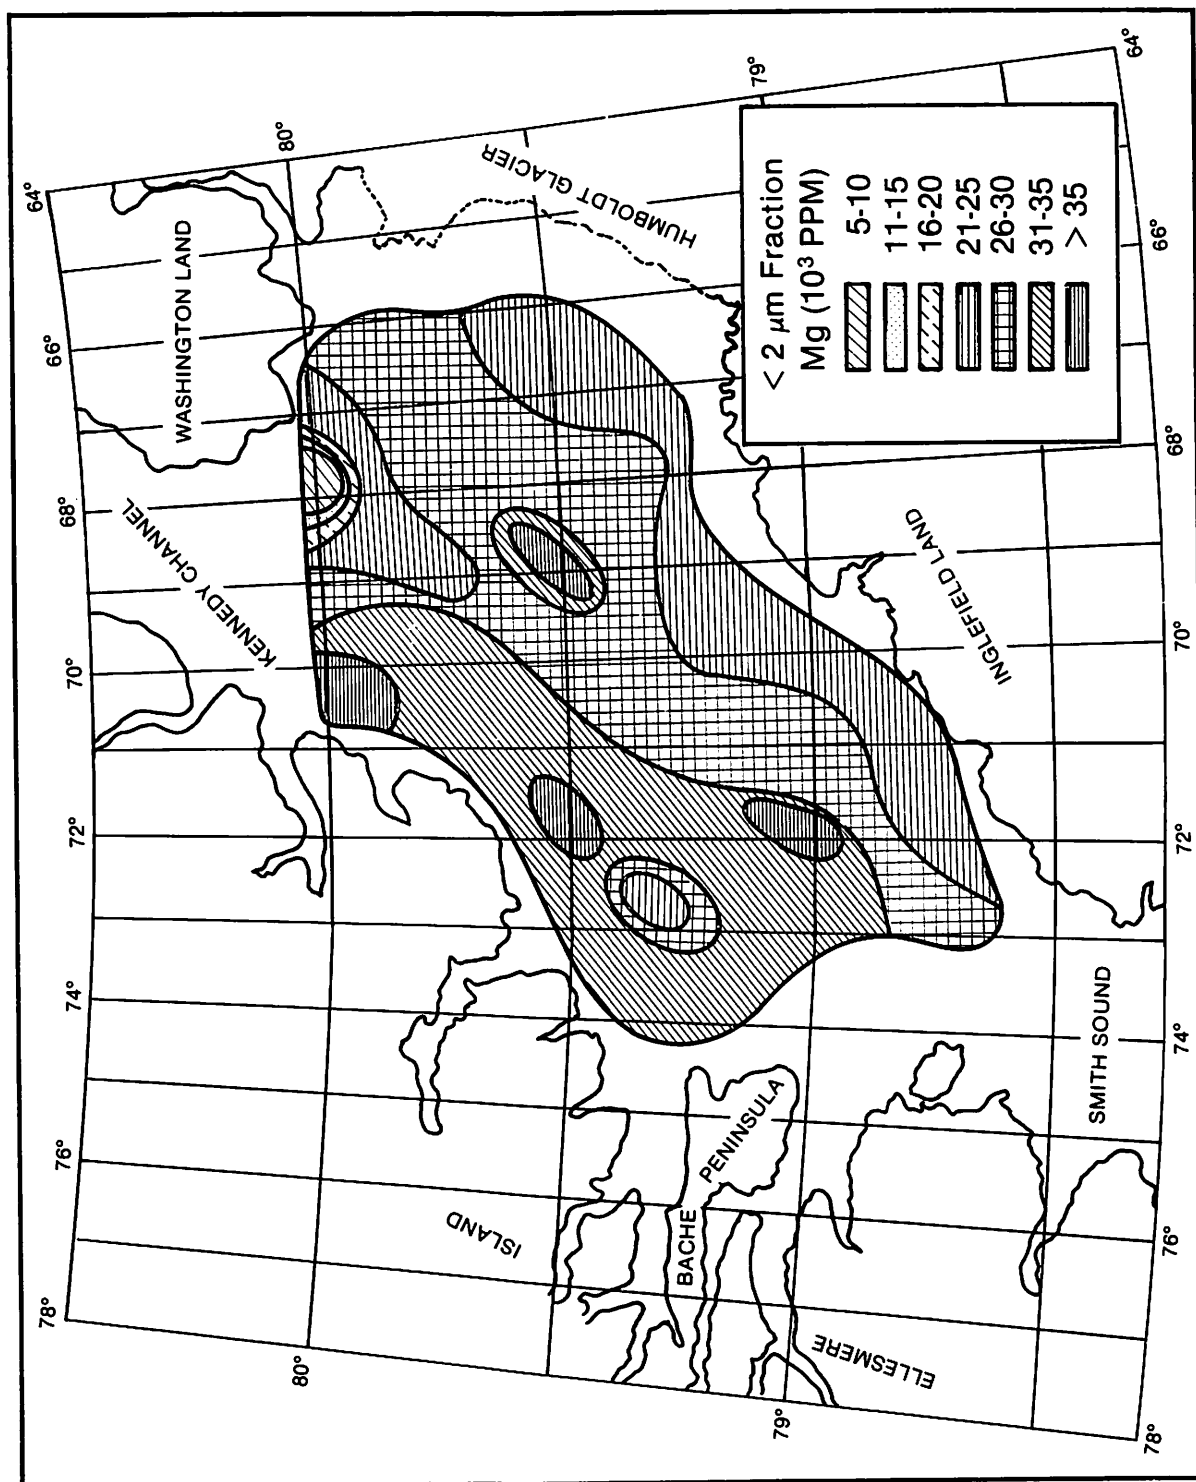 64°
66°
68°
70°
72°
74°
76°
78°
80°
79°
64°
66°
68°
70°
72°
74°
76°
78°
80°
79°
WASHINGTON LAND
KENNEDY CHANNEL
HUMBOLDT GLACIER
INGLEFIELD LAND
SMITH SOUND
BACHE
PENINSULA
ELLESMERE
ISLAND
< 2 µm Fraction
Mg (10³ PPM)
5-10
11-15
16-20
21-25
26-30
31-35
> 35